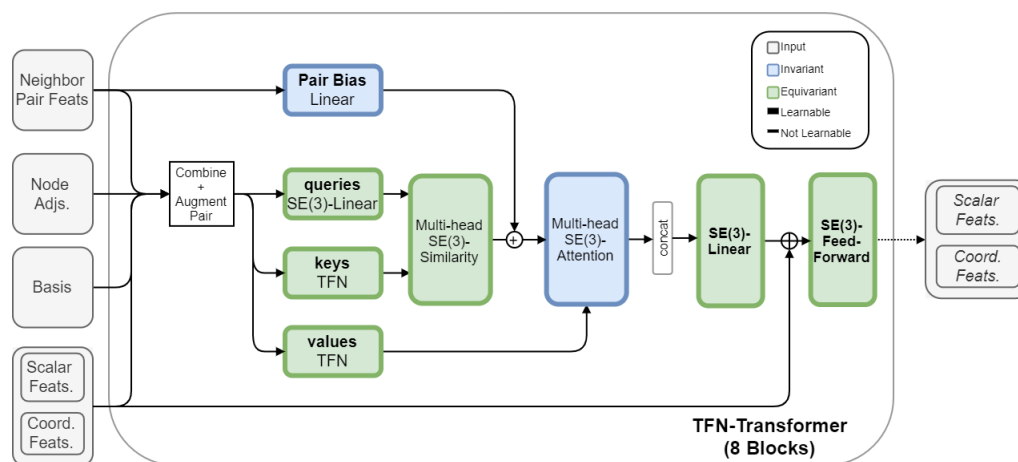 Neighbor
Pair Feats
Node
Adjs.
Basis
Scalar
Feats.
Coord.
Feats.
Combine
+
Augment
Pair
Pair Bias
Linear
queries
SE(3)-Linear
keys
TFN
values
TFN
Multi-head
SE(3)-
Similarity
+
Multi-head
SE(3)-
Attention
concat
SE(3)-
Linear
SE(3)-
Feed-
Forward
Input
Invariant
Equivariant
Learnable
Not Learnable
Scalar
Feats.
Coord.
Feats.
TFN-Transformer
(8 Blocks)